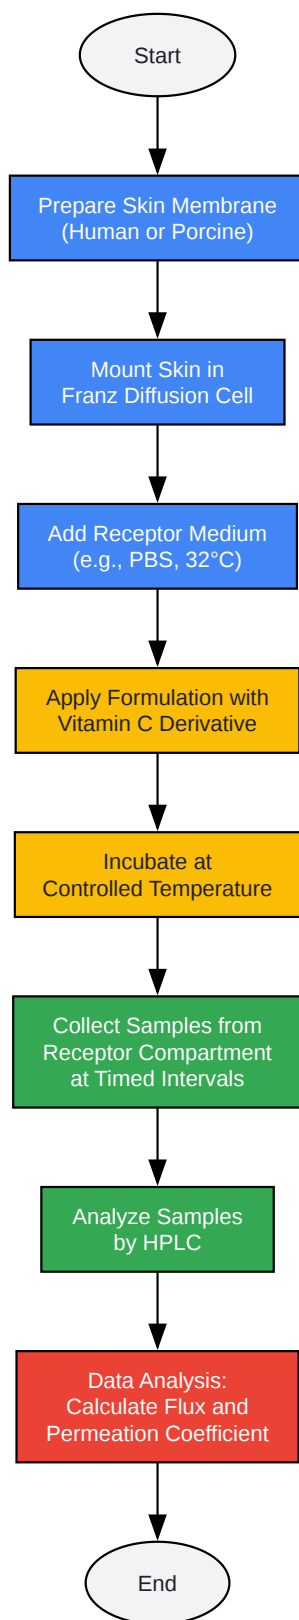 Start
Prepare Skin Membrane
(Human or Porcine)
Mount Skin in
Franz Diffusion Cell
Add Receptor Medium
(e.g., PBS, 32°C)
Apply Formulation with
Vitamin C Derivative
Incubate at
Controlled Temperature
Collect Samples from
Receptor Compartment
at Timed Intervals
Analyze Samples
by HPLC
Data Analysis:
Calculate Flux and
Permeation Coefficient
End